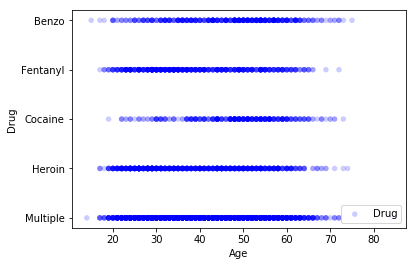 Benzo
Fentanyl
Cocaine
Heroin
Multiple
Drug
Drug
20 30 40 50 60 70 80
Age